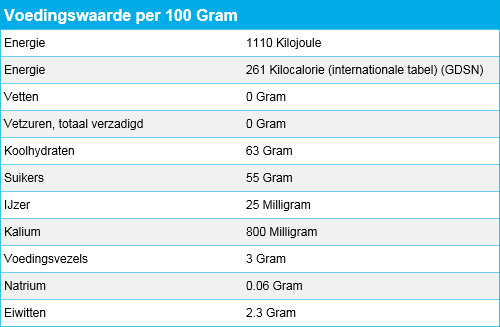 Voedingswaarde per 100 Gram
Energie 1110 Kilojoule
Energie 261 Kilocalorie (internationale tabel) (GDSN)
Vetten 0 Gram
Vetzuren, totaal verzadigd 0 Gram
Koolhydraten 63 Gram
Suikers 55 Gram
IJzer 25 Milligram
Kalium 800 Milligram
Voedingsvezels 3 Gram
Natrium 0.06 Gram
Eiwitten 2.3 Gram